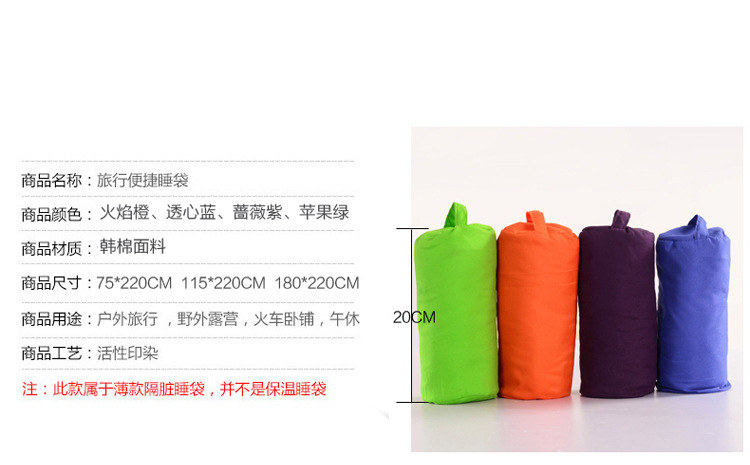 商品名称：旅行便捷睡袋
商品颜色：火焰橙、透心蓝、蔷薇紫、苹果绿
商品材质：韩棉面料
商品尺寸：75*220CM 115*220CM 180*220CM
商品用途：户外旅行，野外露营，火车卧铺，午休
商品工艺：活性印染
注：此款属于薄款隔脏睡袋，并不是保温睡袋
20CM